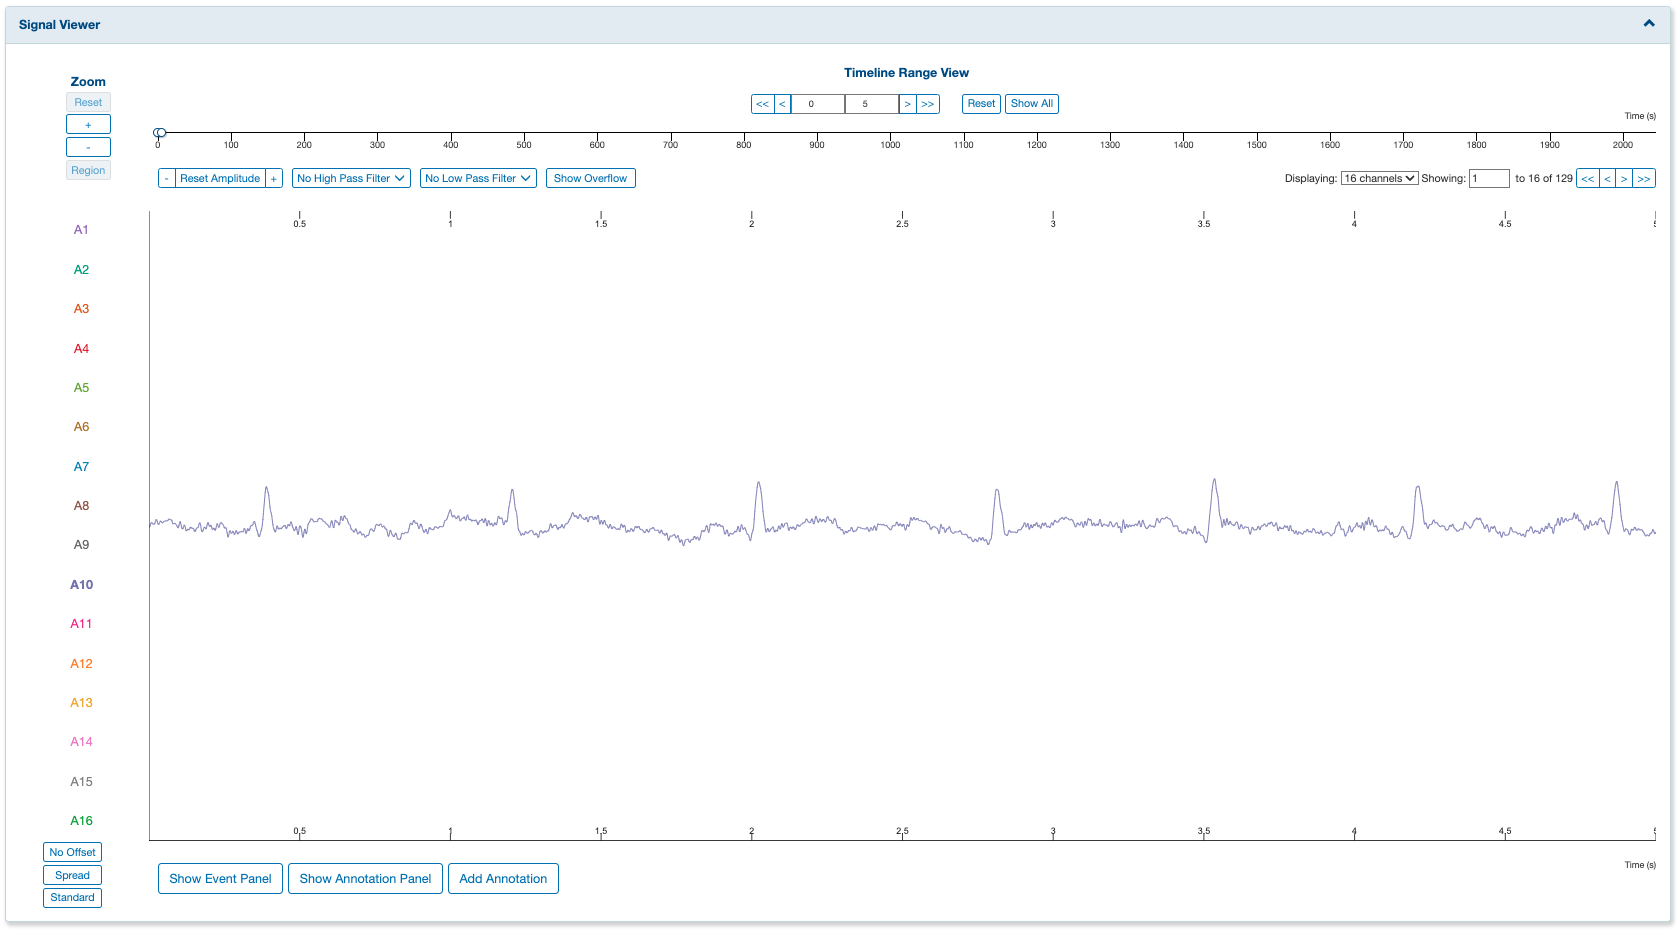 Signal Viewer
Timeline Range View
Zoom
Reset
<< < 0 5 > >> Reset Show All
Time (s)
+
-
Region
0 100 200 300 400 500 600 700 800 900 1000 1100 1200 1300 1400 1500 1600 1700 1800 1900 2000
- Reset Amplitude + No High Pass Filter No Low Pass Filter Show Overflow Displaying: 16 channels Showing: 1 to 16 of 129 << < > >>
0.5 1 1.5 2 2.5 3 3.5 4 4.5 5
A1
A2
A3
A4
A5
A6
A7
A8
A9
A10
A11
A12
A13
A14
A15
A16
0.5 1 1.5 2 2.5 3 3.5 4 4.5 5
No Offset
Time (s)
Spread
Standard
Show Event Panel Show Annotation Panel Add Annotation